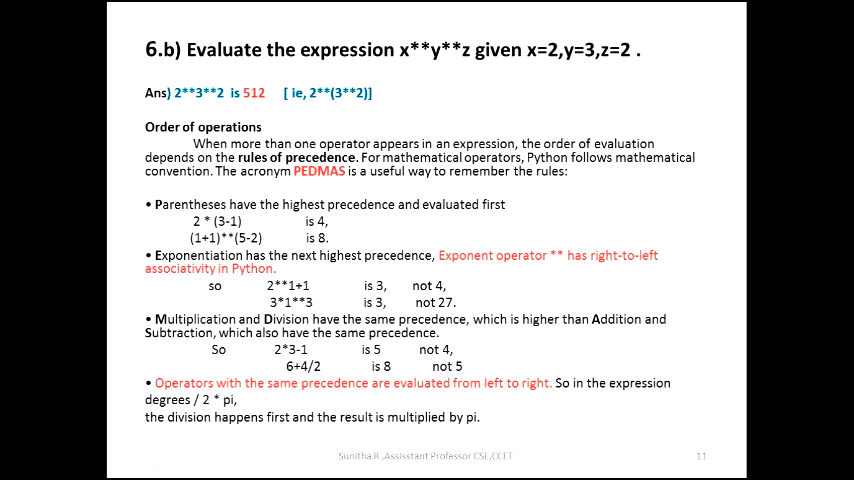 6.b) Evaluate the expression x**y**z given x=2,y=3,z=2 .
Ans) 2**3**2 is 512 [ ie, 2**(3**2)]
Order of operations
When more than one operator appears in an expression, the order of evaluation
depends on the rules of precedence. For mathematical operators, Python follows mathematical
convention. The acronym PEDMAS is a useful way to remember the rules:
• Parentheses have the highest precedence and evaluated first
2 * (3-1) is 4,
(1+1)**(5-2) is 8.
• Exponentiation has the next highest precedence, Exponent operator ** has right-to-left
associativity in Python.
so 2**1+1 is 3, not 4,
3*1**3 is 3, not 27.
• Multiplication and Division have the same precedence, which is higher than Addition and
Subtraction, which also have the same precedence.
So 2*3-1 is 5 not 4,
6+4/2 is 8 not 5
• Operators with the same precedence are evaluated from left to right. So in the expression
degrees / 2 * pi,
the division happens first and the result is multiplied by pi.
Sunitha R ,Assisstant Professor CSE,CCET 11